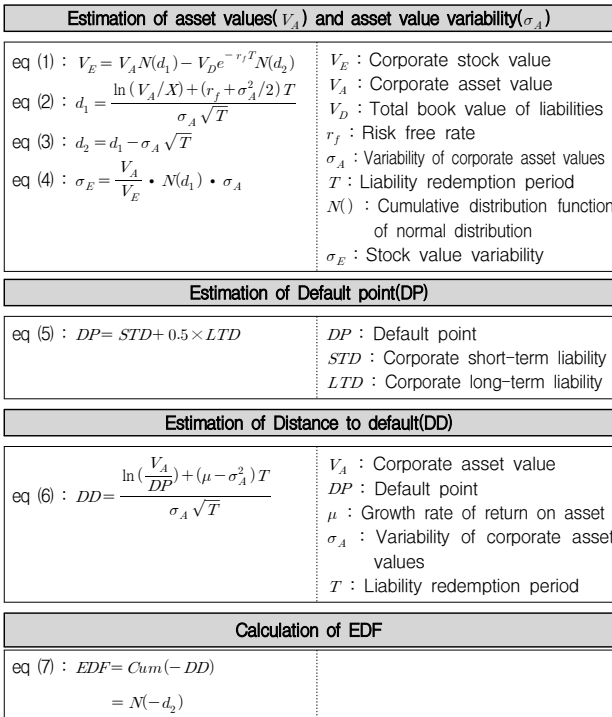 Estimation of asset values( V_A ) and asset value variability( σ_A )
eq (1) : V_E = V_A N(d_1) − V_D e^{− r_f T} N(d_2)
eq (2) : d_1 = \frac{\ln (V_A/X) + (r_f + σ_A^2/2) T}{σ_A \sqrt{T}}
eq (3) : d_2 = d_1 − σ_A \sqrt{T}
eq (4) : σ_E = \frac{V_A}{V_E} • N(d_1) • σ_A
V_E : Corporate stock value
V_A : Corporate asset value
V_D : Total book value of liabilities
r_f : Risk free rate
σ_A : Variability of corporate asset values
T : Liability redemption period
N() : Cumulative distribution function
of normal distribution
σ_E : Stock value variability
Estimation of Default point(DP)
eq (5) : DP = STD + 0.5 × LTD
DP : Default point
STD : Corporate short-term liability
LTD : Corporate long-term liability
Estimation of Distance to default(DD)
eq (6) : DD = \frac{\ln (\frac{V_A}{DP}) + (μ − σ_A^2) T}{σ_A \sqrt{T}}
V_A : Corporate asset value
DP : Default point
μ : Growth rate of return on asset
σ_A : Variability of corporate asset
values
T : Liability redemption period
Calculation of EDF
eq (7) : EDF = Cum(−DD)
= N(−d_2)